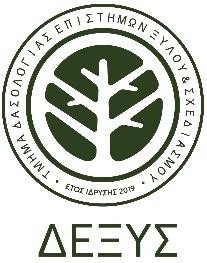 ΤΜΗΜΑ ΔΑΣΟΛΟΓΙΑΣ ΕΠΙΣΤΗΜΩΝ ΞΥΛΟΥ & ΣΧΕΔΙΑΣΜΟΥ
• ΕΤΟΣ ΙΔΡΥΣΗΣ 2019 •
ΔΕΞΥΣ